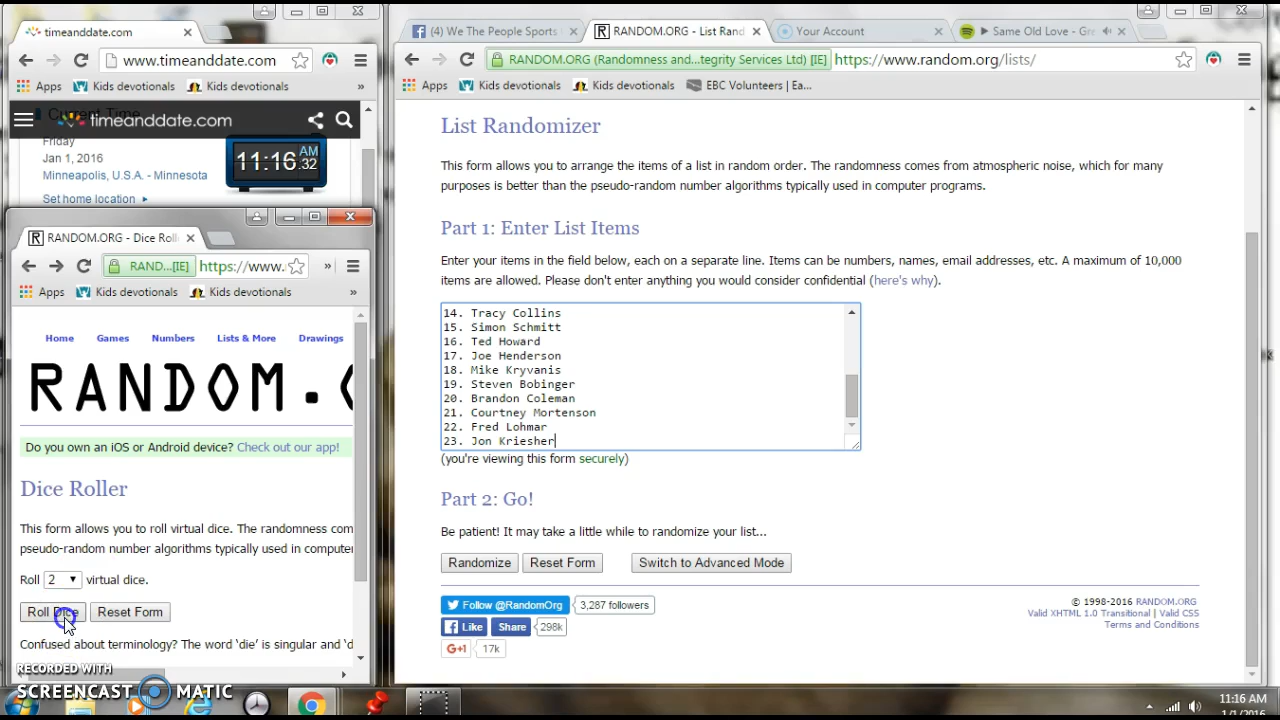 timeanddate.com
www.timeanddate.com
Apps Kids devotionals Kids devotionals »
Current Time
timeanddate.com
Friday
Jan 1, 2016
Minneapolis, U.S.A. - Minnesota
Set home location
11:16.32 AM
RANDOM.ORG - Dice Roll
RAND...[IE] https://www. »
Apps Kids devotionals Kids devotionals »
Home Games Numbers Lists & More Drawings
RANDOM.
Do you own an iOS or Android device? Check out our app!
Dice Roller
This form allows you to roll virtual dice. The randomness com
pseudo-random number algorithms typically used in computer
Roll 2 virtual dice.
Roll Dice Reset Form
Confused about terminology? The word 'die' is singular and 'd
RECORDED WITH
SCREENCAST MATIC
(4) We The People Sports
RANDOM.ORG - List Rand
Your Account
Same Old Love - Gra
RANDOM.ORG (Randomness and...tegrity Services Ltd) [IE] https://www.random.org/lists/
Apps Kids devotionals Kids devotionals EBC Volunteers | Ea...
List Randomizer
This form allows you to arrange the items of a list in random order. The randomness comes from atmospheric noise, which for many
purposes is better than the pseudo-random number algorithms typically used in computer programs.
Part 1: Enter List Items
Enter your items in the field below, each on a separate line. Items can be numbers, names, email addresses, etc. A maximum of 10,000
items are allowed. Please don't enter anything you would consider confidential (here's why).
14. Tracy Collins
15. Simon Schmitt
16. Ted Howard
17. Joe Henderson
18. Mike Kryvanis
19. Steven Bobinger
20. Brandon Coleman
21. Courtney Mortenson
22. Fred Lohmar
23. Jon Kriesher
(you're viewing this form securely)
Part 2: Go!
Be patient! It may take a little while to randomize your list...
Randomize Reset Form Switch to Advanced Mode
Follow @RandomOrg 3,287 followers
Like Share 298k
G+1 17k
© 1998-2016 RANDOM.ORG
Valid XHTML 1.0 Transitional | Valid CSS
Terms and Conditions
11:16 AM
1/1/2016